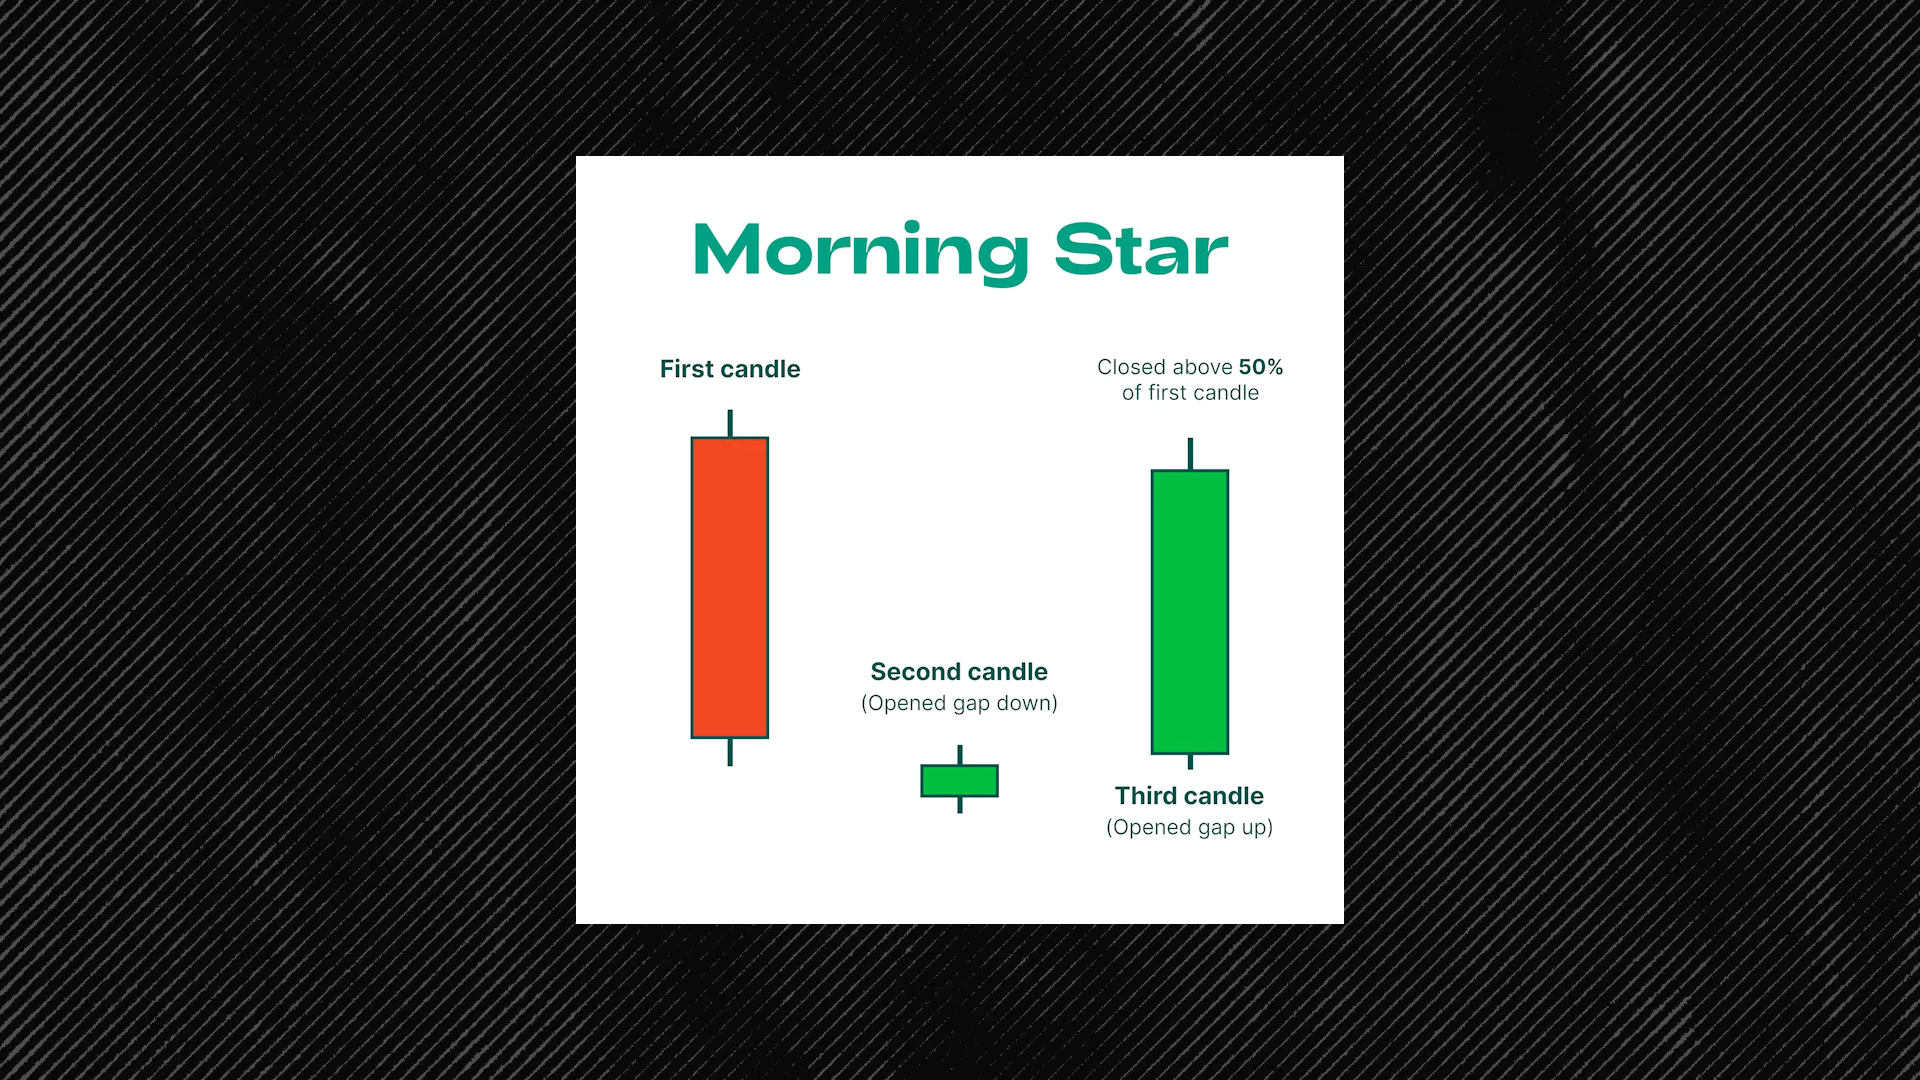 Morning Star
First candle
Closed above 50%
of first candle
Second candle
(Opened gap down)
Third candle
(Opened gap up)